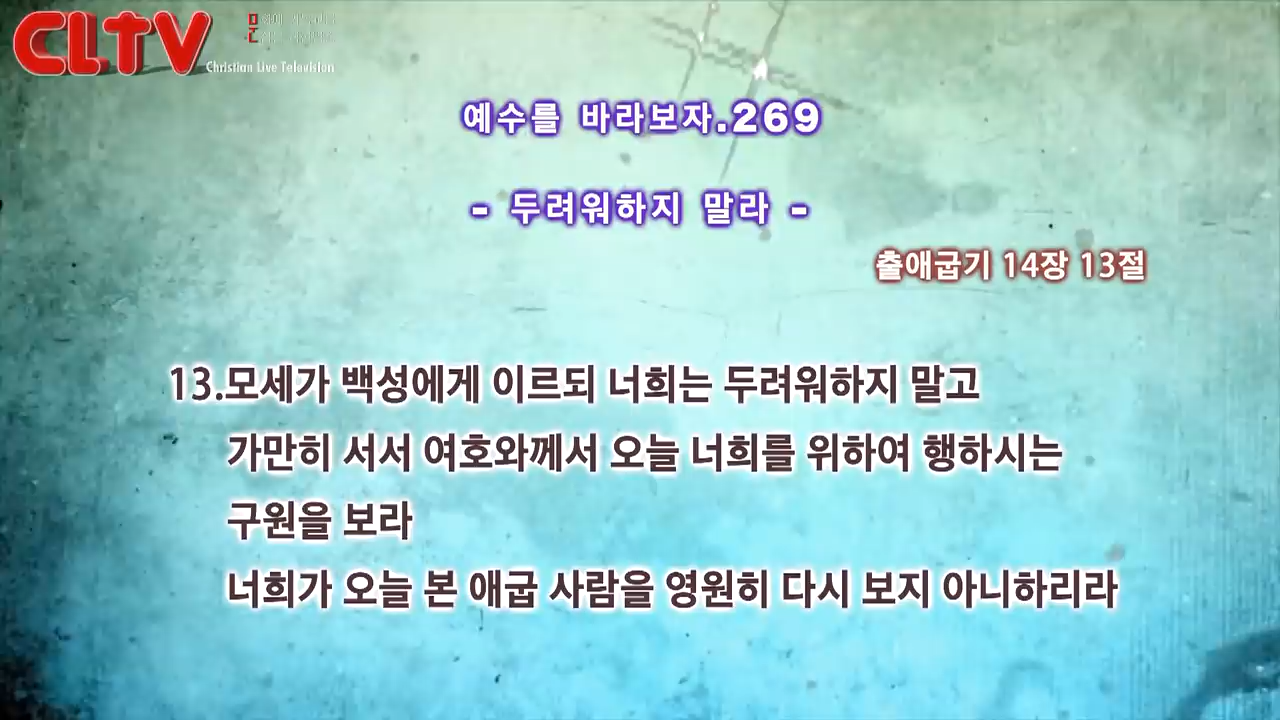 CLTV
Christian Live Television
예수를 바라보자.269
- 두려워하지 말라 -
출애굽기 14장 13절
13.모세가 백성에게 이르되 너희는 두려워하지 말고
가만히 서서 여호와께서 오늘 너희를 위하여 행하시는
구원을 보라
너희가 오늘 본 애굽 사람을 영원히 다시 보지 아니하리라